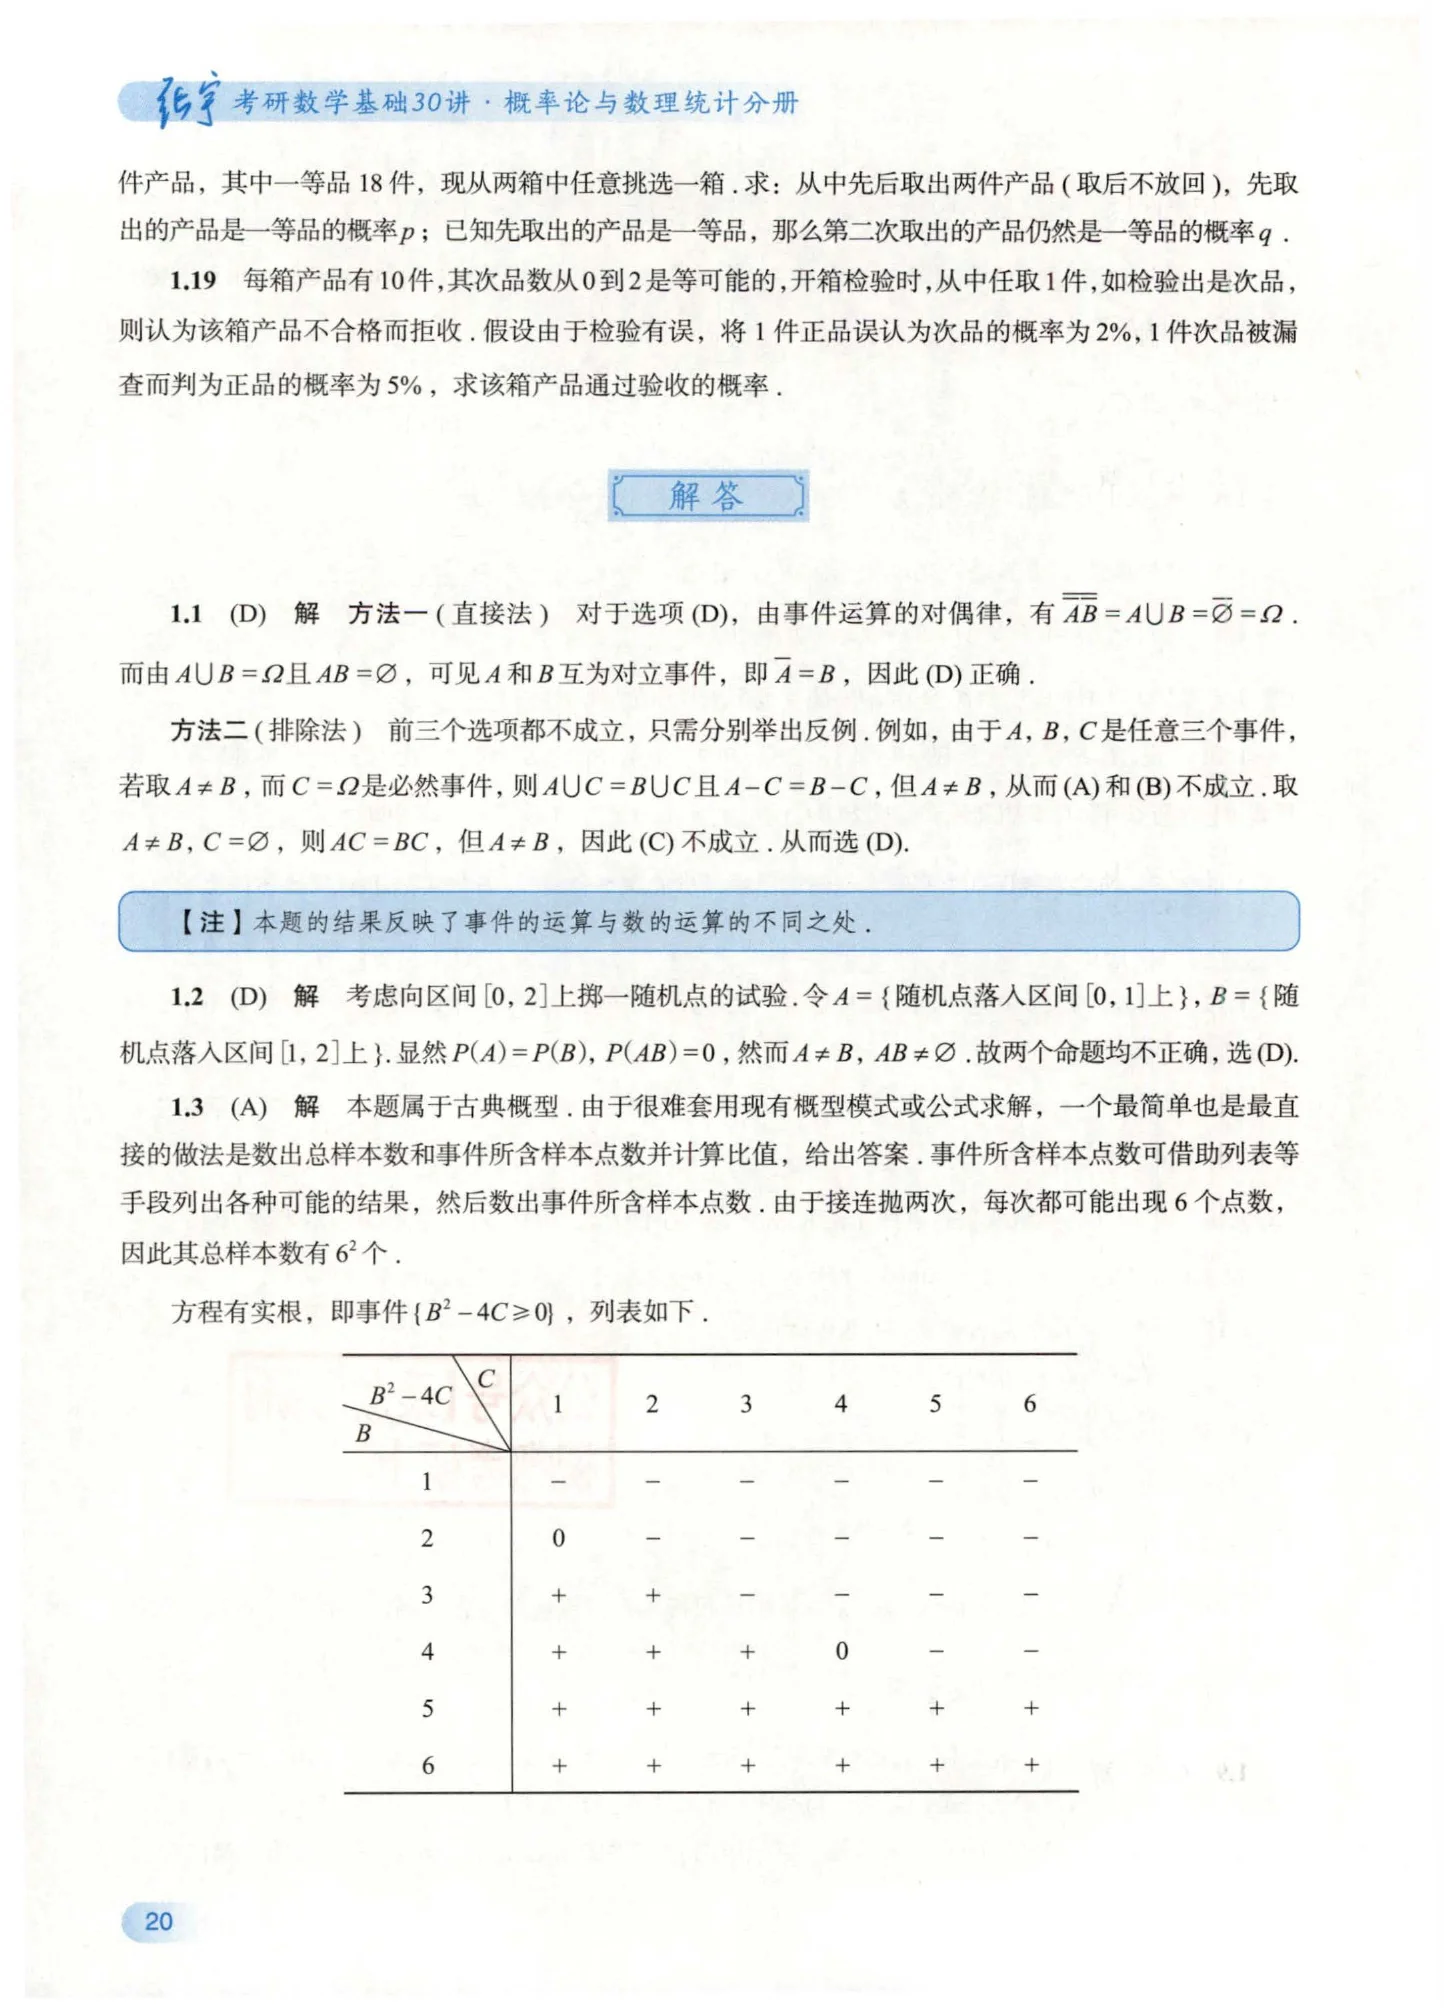 张宇 考研数学基础30讲·概率论与数理统计分册
件产品，其中一等品 18 件，现从两箱中任意挑选一箱.求：从中先后取出两件产品(取后不放回)，先取
出的产品是一等品的概率p；已知先取出的产品是一等品，那么第二次取出的产品仍然是一等品的概率q.
1.19 每箱产品有10件,其次品数从0到2是等可能的,开箱检验时,从中任取1件,如检验出是次品,
则认为该箱产品不合格而拒收.假设由于检验有误，将 1 件正品误认为次品的概率为 2%, 1 件次品被漏
查而判为正品的概率为 5%，求该箱产品通过验收的概率.
解答
1.1 (D) 解 方法一(直接法) 对于选项(D)，由事件运算的对偶律，有 $\overline{\overline{A}\,\overline{B}}$ = A∪B = $\overline{∅}$ = Ω.
而由 A∪B = Ω且 AB = ∅，可见 A 和 B 互为对立事件，即 $\overline{A}$ = B，因此 (D) 正确.
方法二(排除法) 前三个选项都不成立，只需分别举出反例.例如，由于 A, B, C 是任意三个事件，
若取 A ≠ B，而 C = Ω是必然事件，则 A∪C = B∪C 且 A−C = B−C，但 A ≠ B，从而 (A) 和 (B) 不成立.取
A ≠ B, C = ∅，则 AC = BC，但 A ≠ B，因此 (C) 不成立.从而选 (D).
【注】本题的结果反映了事件的运算与数的运算的不同之处.
1.2 (D) 解 考虑向区间 [0, 2] 上掷一随机点的试验.令 A = {随机点落入区间 [0, 1] 上}, B = {随
机点落入区间 [1, 2] 上}.显然 P(A) = P(B), P(AB) = 0，然而 A ≠ B, AB ≠ ∅.故两个命题均不正确，选 (D).
1.3 (A) 解 本题属于古典概型.由于很难套用现有概型模式或公式求解，一个最简单也是最直
接的做法是数出总样本数和事件所含样本点数并计算比值，给出答案.事件所含样本点数可借助列表等
手段列出各种可能的结果，然后数出事件所含样本点数.由于接连抛两次，每次都可能出现 6 个点数，
因此其总样本数有 6² 个.
方程有实根，即事件{B² − 4C ⩾ 0}，列表如下.
B² − 4C C
B 1 2 3 4 5 6
1 − − − − − −
2 0 − − − − −
3 + + − − − −
4 + + + 0 − −
5 + + + + + +
6 + + + + + +
20